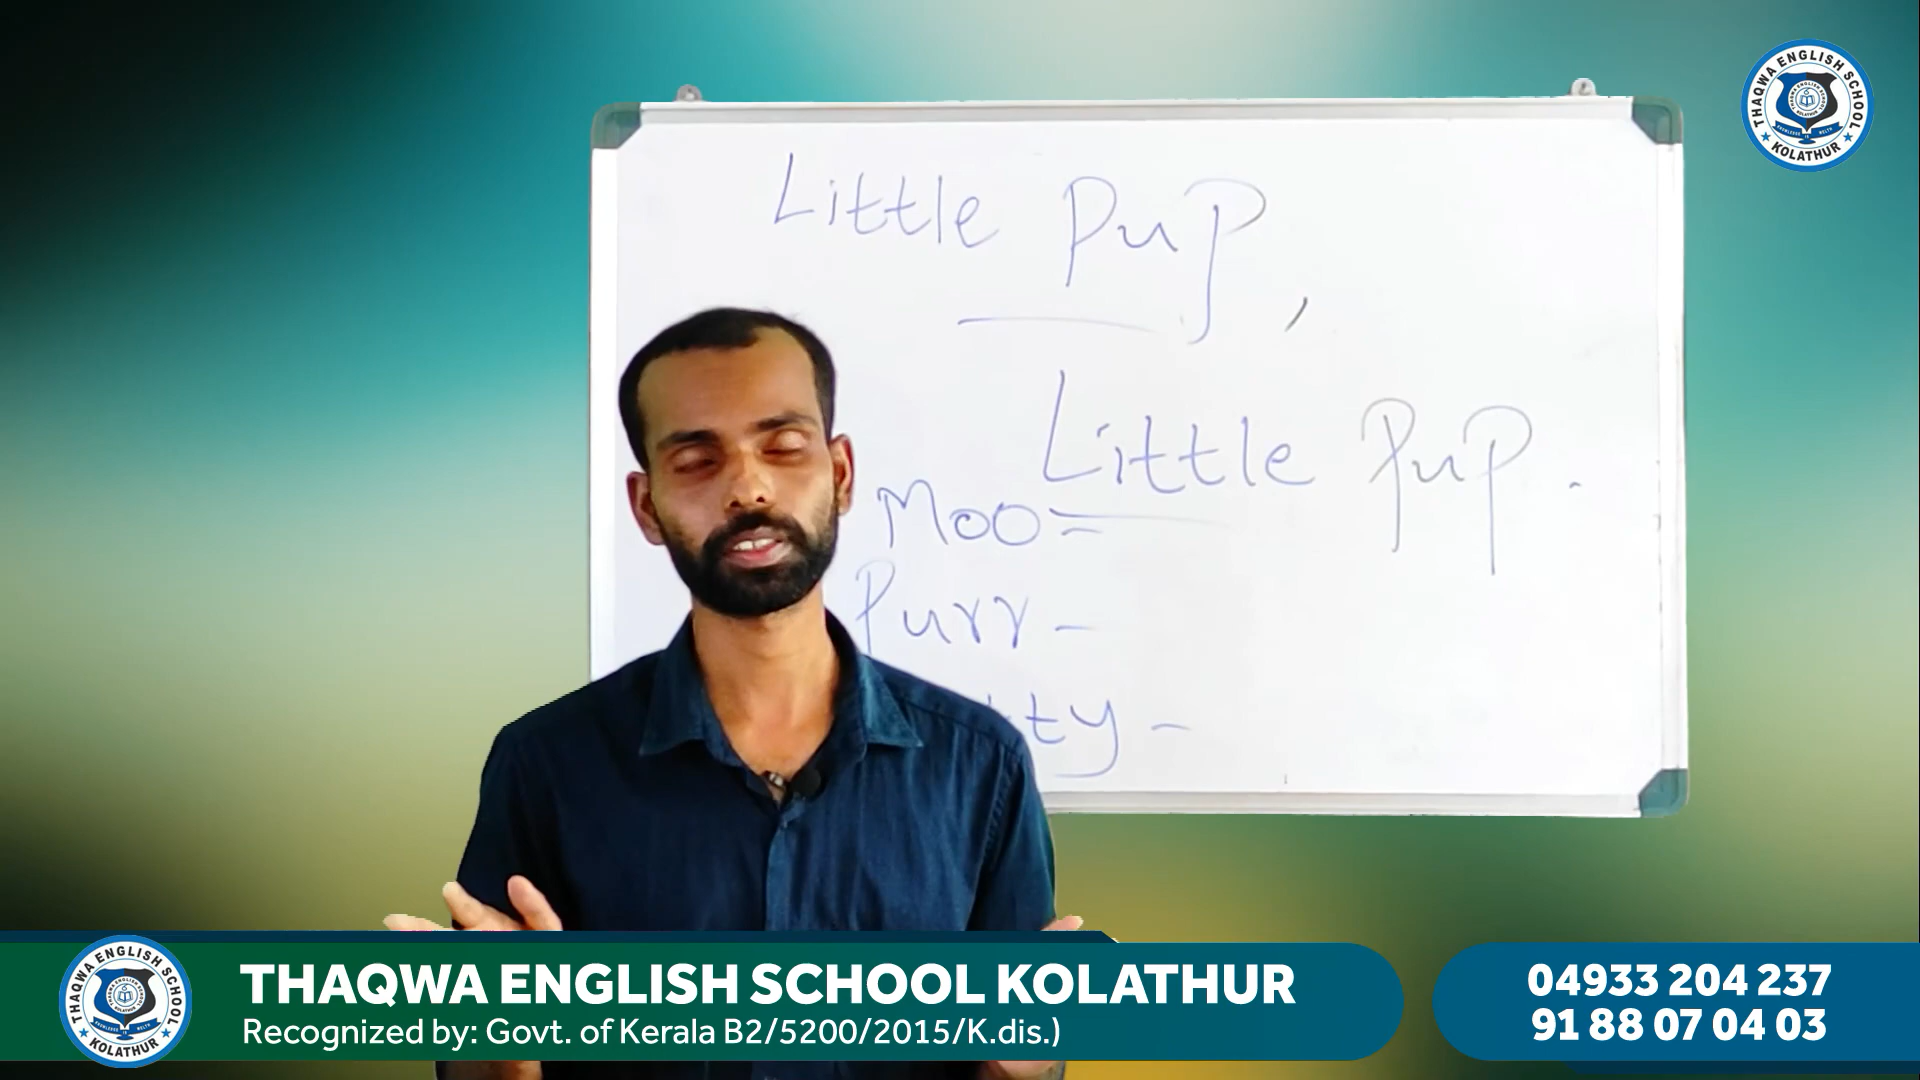 THAQWA ENGLISH SCHOOL
KOLATHUR
Little pup,
Little pup.
Moo=
Purr-
tty-
THAQWA ENGLISH SCHOOL
KOLATHUR
THAQWA ENGLISH SCHOOL KOLATHUR
Recognized by: Govt. of Kerala B2/5200/2015/K.dis.)
04933 204 237
91 88 07 04 03